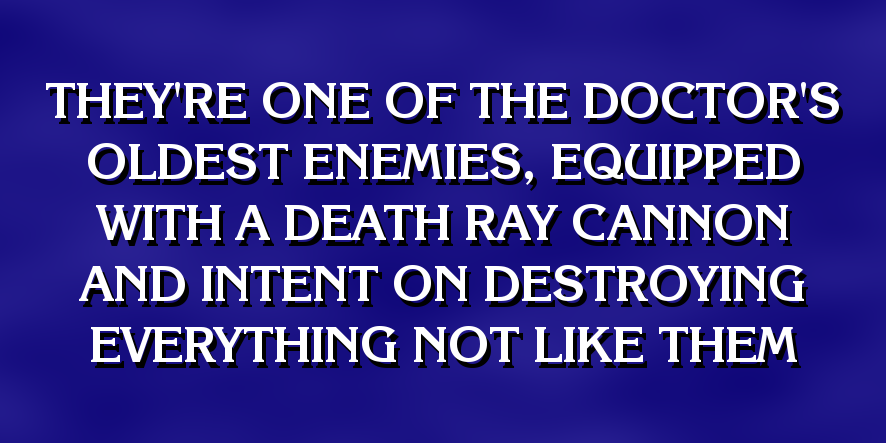 THEY'RE ONE OF THE DOCTOR'S
OLDEST ENEMIES, EQUIPPED
WITH A DEATH RAY CANNON
AND INTENT ON DESTROYING
EVERYTHING NOT LIKE THEM